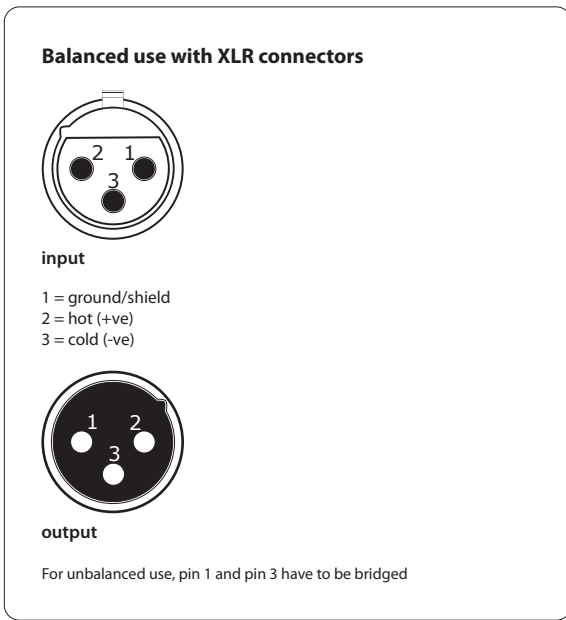 Balanced use with XLR connectors
2 1
3
input
1 = ground/shield
2 = hot (+ve)
3 = cold (-ve)
1 2
3
output
For unbalanced use, pin 1 and pin 3 have to be bridged